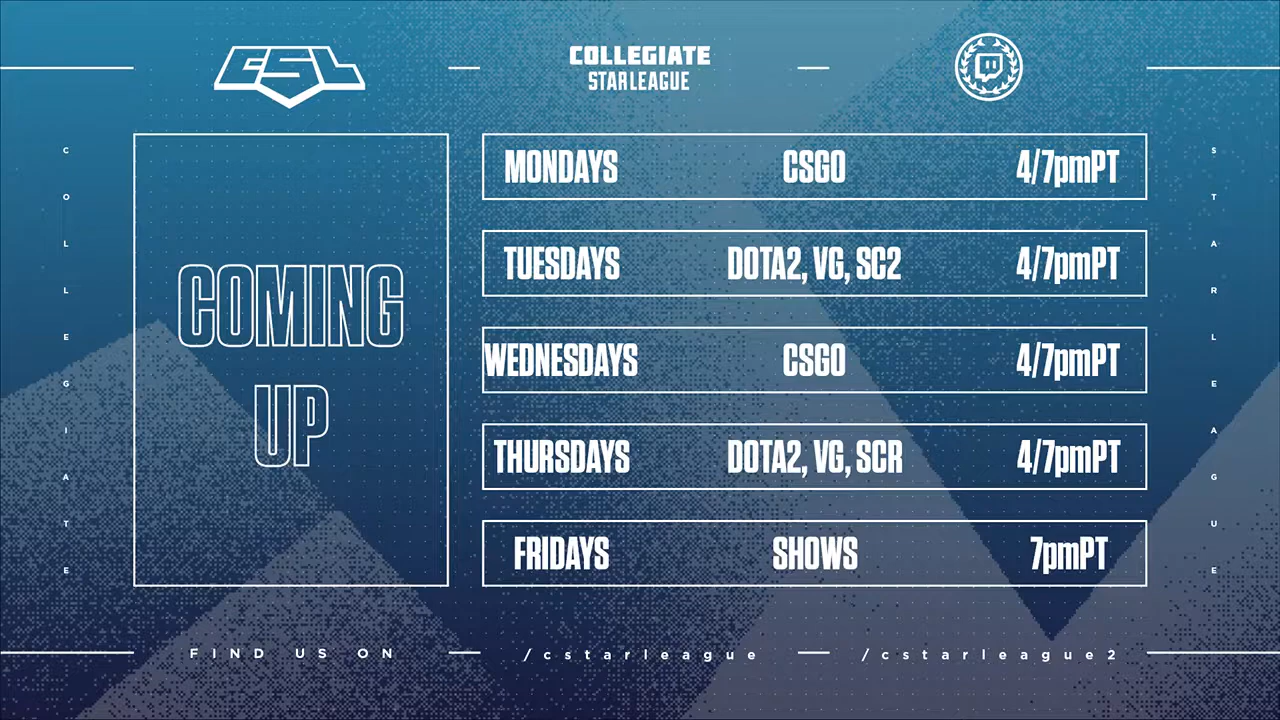 CSL
COLLEGIATE
STARLEAGUE
COLLEGIATE
STARLEAGUE
COMING
UP
MONDAYS CSGO 4/7pmPT
TUESDAYS DOTA2, VG, SC2 4/7pmPT
WEDNESDAYS CSGO 4/7pmPT
THURSDAYS DOTA2, VG, SCR 4/7pmPT
FRIDAYS SHOWS 7pmPT
FIND US ON /cstarleague /cstarleague2